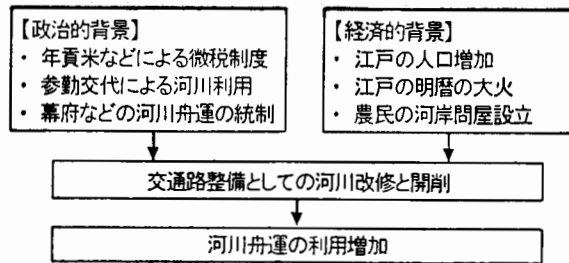 【政治的背景】
・ 年貢米などによる微税制度
・ 参勤交代による河川利用
・ 幕府などの河川舟運の統制
【経済的背景】
・ 江戸の人口増加
・ 江戸の明暦の大火
・ 農民の河岸問屋設立
交通路整備としての河川改修と開削
河川舟運の利用増加